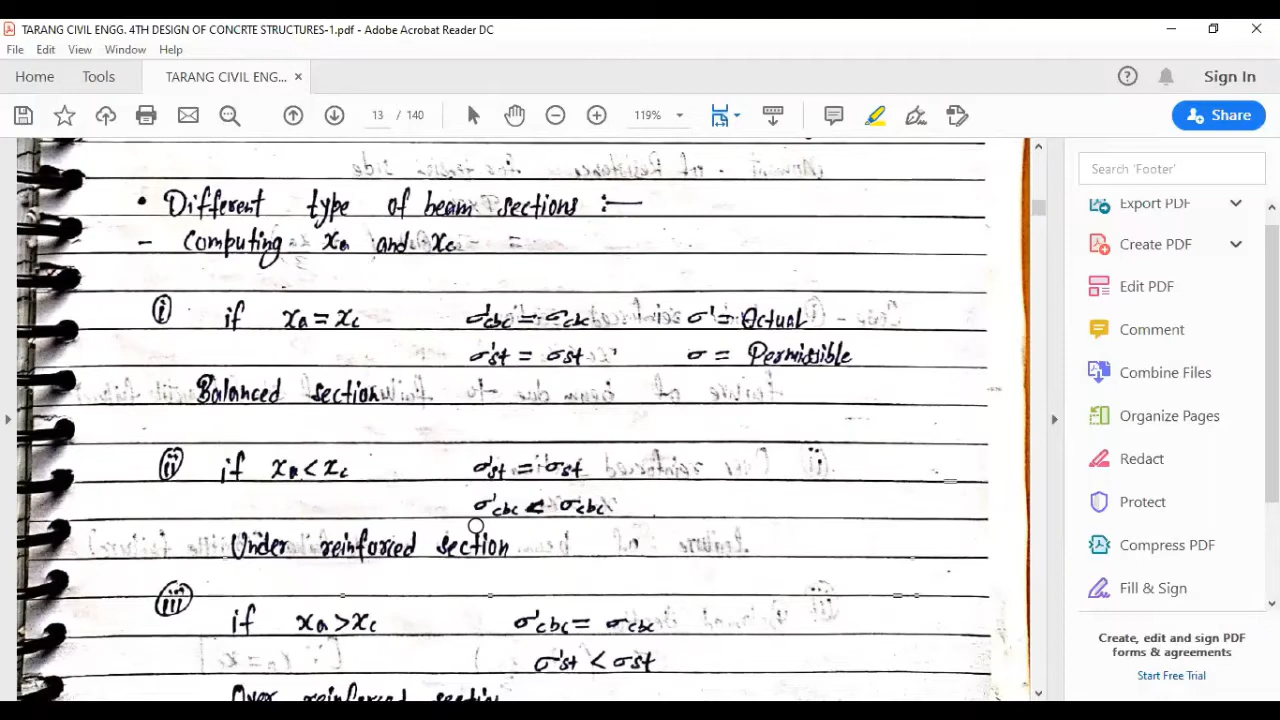 TARANG CIVIL ENGG. 4TH DESIGN OF CONCRTE STRUCTURES-1.pdf - Adobe Acrobat Reader DC
File Edit View Window Help
Home Tools TARANG CIVIL ENG... × Sign In
13 / 140 119% Share
• Different type of beam sections :—
- Computing xa and xc =
(i) if xa = xc σ'cbc = σcbc σ' = Actual
σ'st = σst σ = Permissible
Balanced section
(ii) if xa < xc σ'st = σst
σ'cbc < σcbc
Under reinforced section
(iii) if xa > xc σ'cbc = σcbc
σ'st < σst
Over reinforced section
Search 'Footer'
Export PDF
Create PDF
Edit PDF
Comment
Combine Files
Organize Pages
Redact
Protect
Compress PDF
Fill & Sign
Create, edit and sign PDF
forms & agreements
Start Free Trial